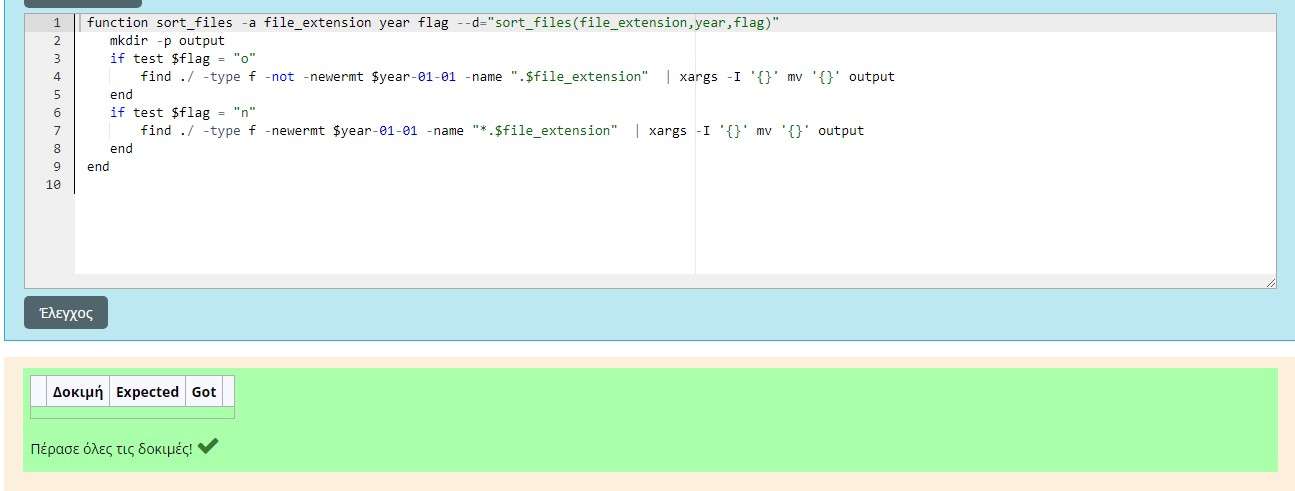 1 function sort_files -a file_extension year flag --d="sort_files(file_extension,year,flag)"
2 mkdir -p output
3 if test $flag = "o"
4 find ./ -type f -not -newermt $year-01-01 -name ".$file_extension" | xargs -I '{}' mv '{}' output
5 end
6 if test $flag = "n"
7 find ./ -type f -newermt $year-01-01 -name "*.$file_extension" | xargs -I '{}' mv '{}' output
8 end
9 end
10
Έλεγχος
Δοκιμή Expected Got
Πέρασε όλες τις δοκιμές!